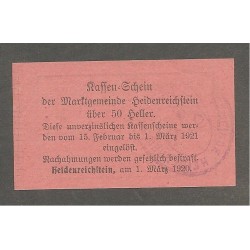 Kassen-Schein
der Marktgemeinde Heidenreichstein
über 50 Heller.
Diese unverzinslichen Kassenscheine wer-
den vom 15. Februar bis 1. März 1921
eingelöst.
Nachahmungen werden gesetzlich bestraft.
Heidenreichstein, am 1. März 1920.